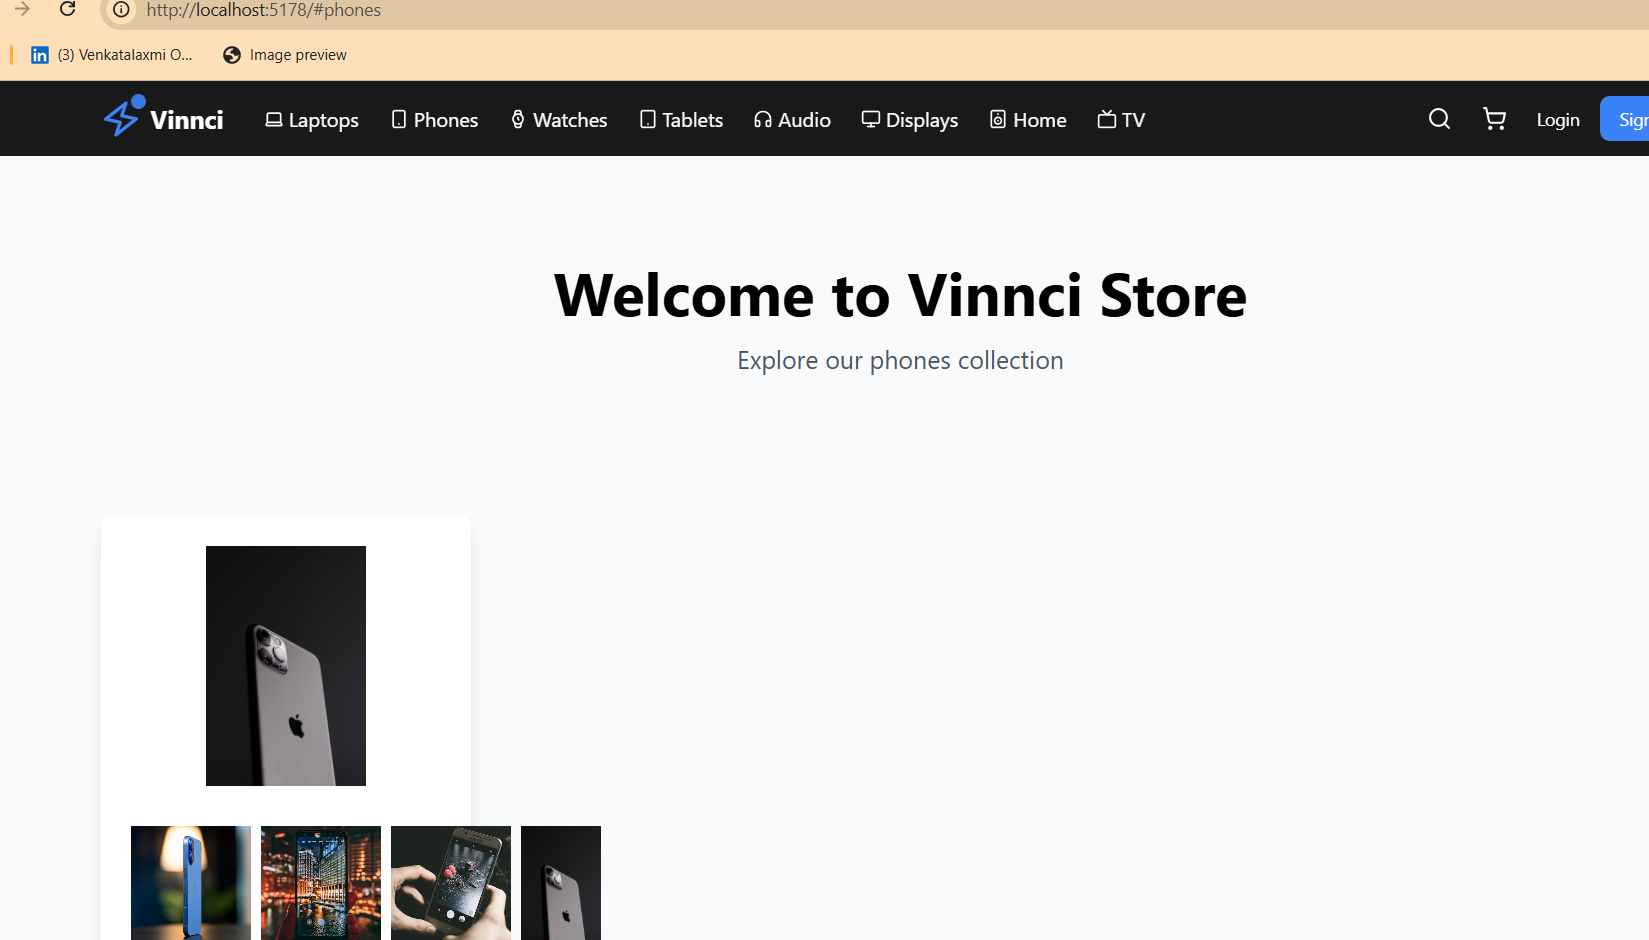 http://localhost:5178/#phones
(3) Venkatalaxmi O...
Image preview
Vinnci
Laptops
Phones
Watches
Tablets
Audio
Displays
Home
TV
Login
Sign
Welcome to Vinnci Store
Explore our phones collection